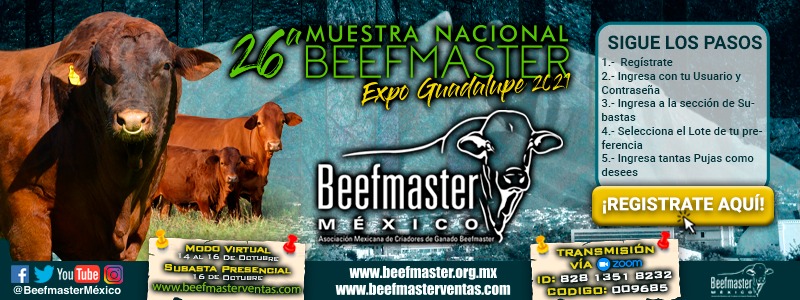 26a MUESTRA NACIONAL
BEEFMASTER
Expo Guadalupe 2021
Beefmaster
MÉXICO
Asociación Mexicana de Criadores de Ganado Beefmaster
SIGUE LOS PASOS
1.- Regístrate
2.- Ingresa con tu Usuario y
Contraseña
3.- Ingresa a la sección de Su-
bastas
4.- Selecciona el Lote de tu pre-
ferencia
5.- Ingresa tantas Pujas como
desees
¡REGISTRATE AQUÍ!
You Tube
@BeefmasterMéxico
MODO VIRTUAL
14 AL 16 DE OCTUBRE
SUBASTA PRESENCIAL
16 DE OCTUBRE
www.beefmasterventas.com
www.beefmaster.org.mx
www.beefmasterventas.com
TRANSMISIÓN
VÍA zoom
ID: 828 1351 8232
CODIGO: 009685
Beefmaster
MÉXICO